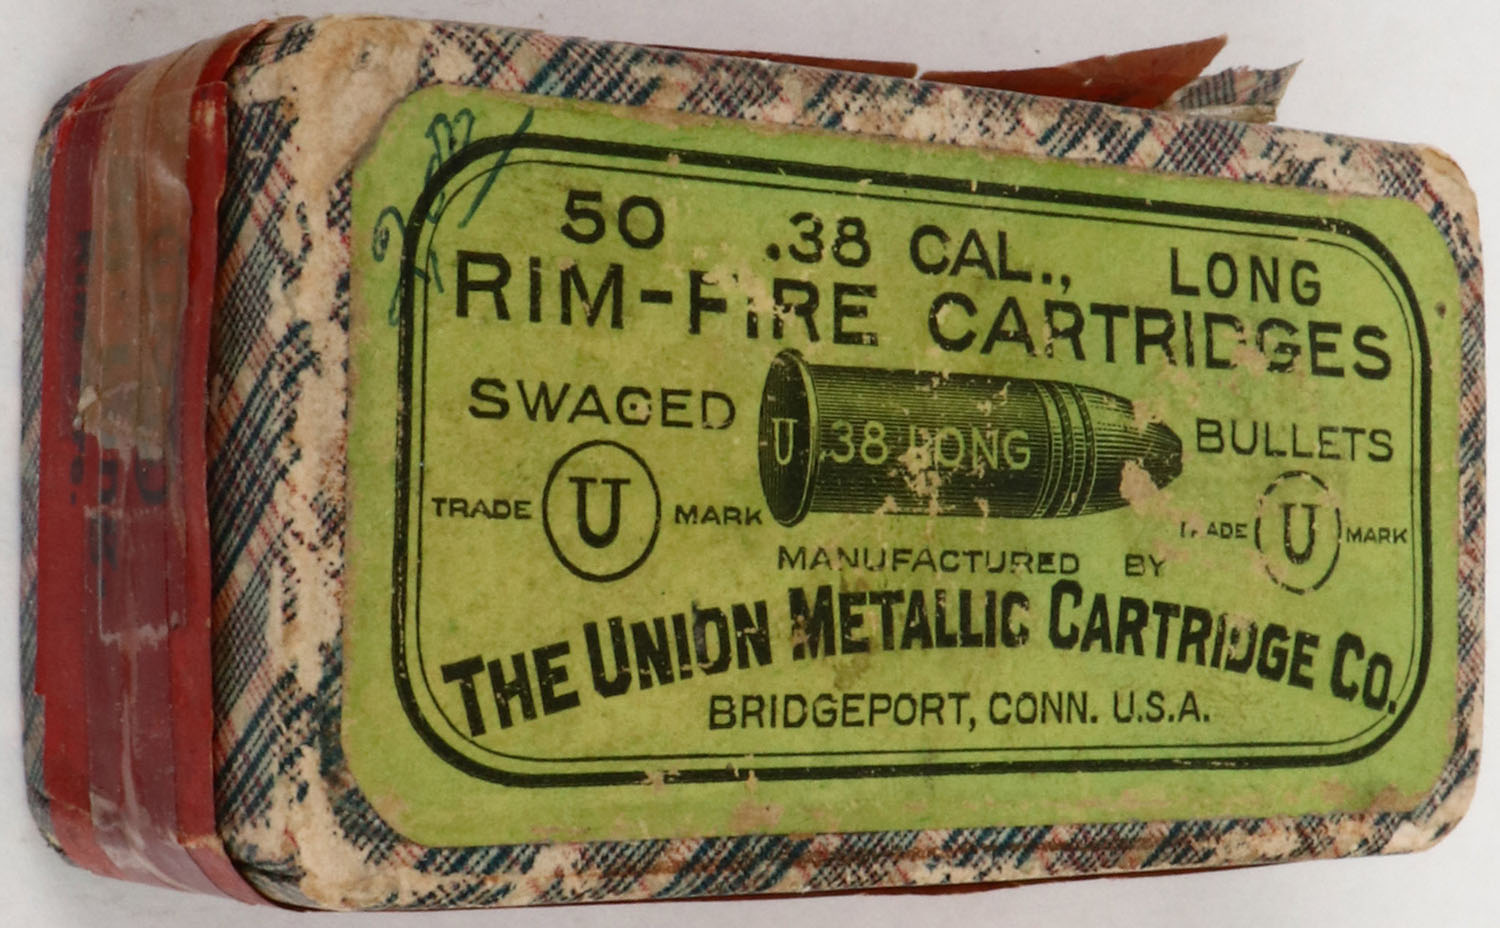 50 .38 CAL., LONG
RIM-FIRE CARTRIDGES
SWAGED BULLETS
U .38 LONG
TRADE U MARK
TRADE U MARK
MANUFACTURED BY
THE UNION METALLIC CARTRIDGE CO.
BRIDGEPORT, CONN. U.S.A.